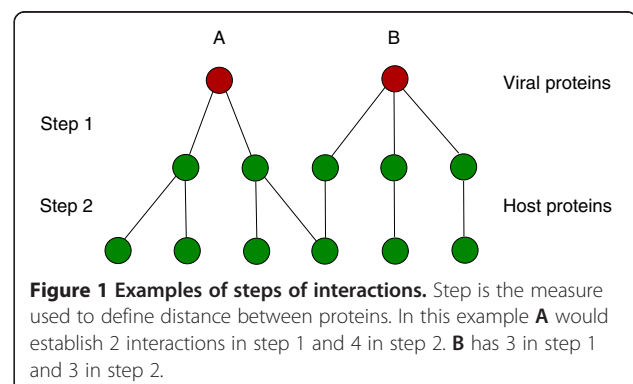 A B
Viral proteins
Step 1
Step 2 Host proteins
Figure 1 Examples of steps of interactions. Step is the measure
used to define distance between proteins. In this example A would
establish 2 interactions in step 1 and 4 in step 2. B has 3 in step 1
and 3 in step 2.